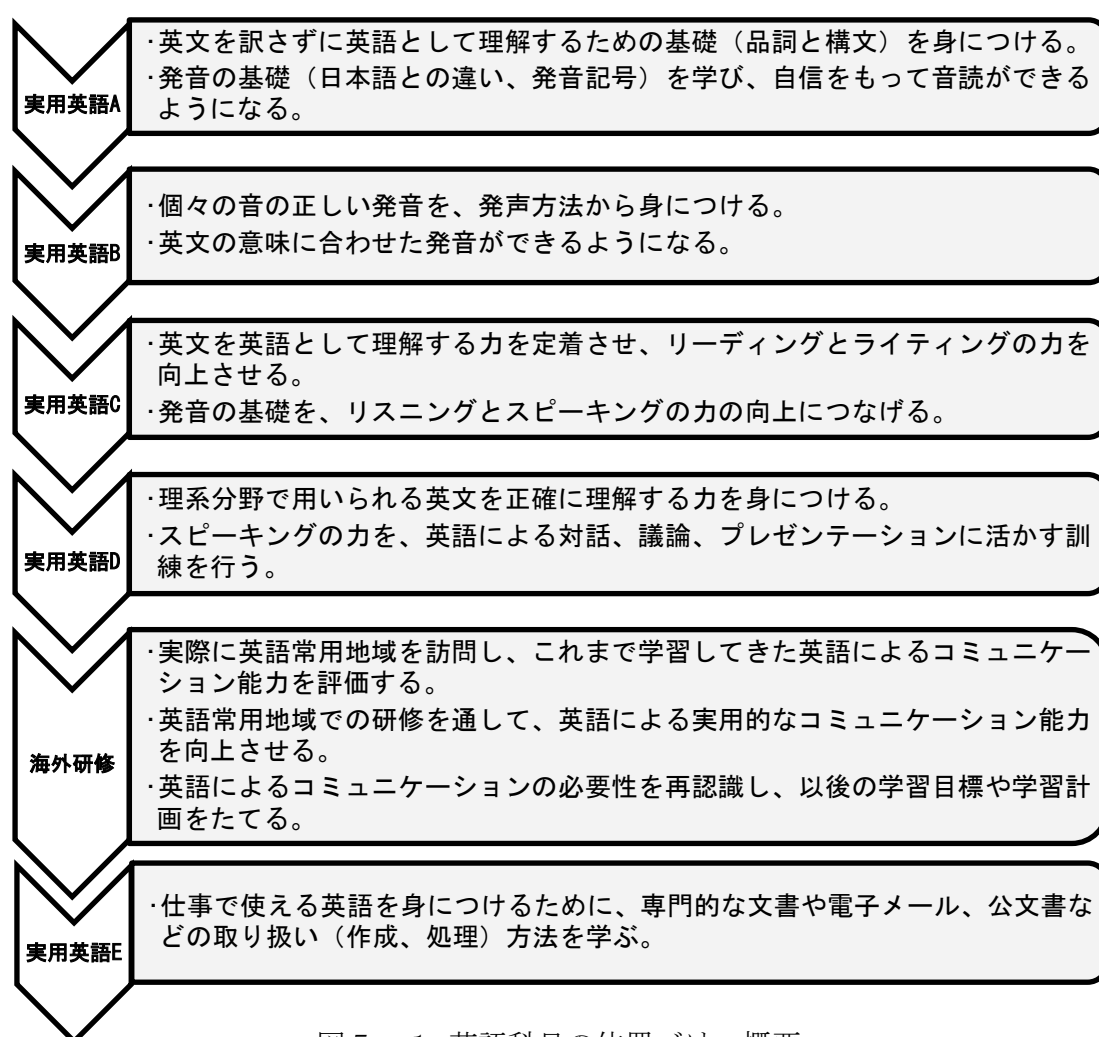 ・英文を訳さずに英語として理解するための基礎（品詞と構文）を身につける。
・発音の基礎（日本語との違い、発音記号）を学び、自信をもって音読ができる
ようになる。
実用英語A
・個々の音の正しい発音を、発声方法から身につける。
・英文の意味に合わせた発音ができるようになる。
実用英語B
・英文を英語として理解する力を定着させ、リーディングとライティングの力を
向上させる。
・発音の基礎を、リスニングとスピーキングの力の向上につなげる。
実用英語C
・理系分野で用いられる英文を正確に理解する力を身につける。
・スピーキングの力を、英語による対話、議論、プレゼンテーションに活かす訓
練を行う。
実用英語D
・実際に英語常用地域を訪問し、これまで学習してきた英語によるコミュニケー
ション能力を評価する。
・英語常用地域での研修を通して、英語による実用的なコミュニケーション能力
を向上させる。
・英語によるコミュニケーションの必要性を再認識し、以後の学習目標や学習計
画をたてる。
海外研修
・仕事で使える英語を身につけるために、専門的な文書や電子メール、公文書な
どの取り扱い（作成、処理）方法を学ぶ。
実用英語E